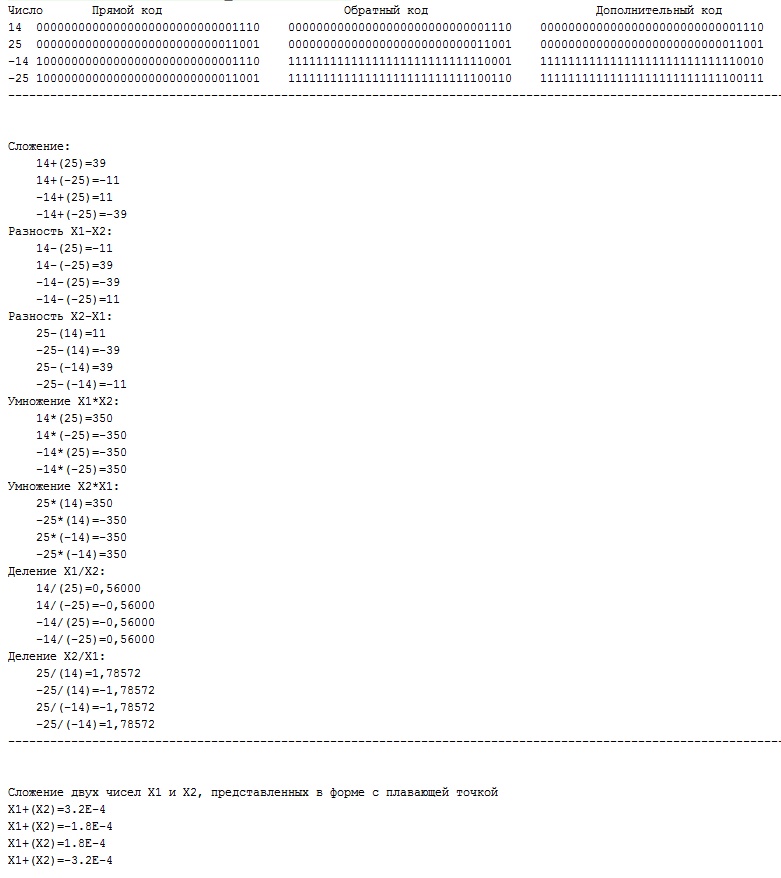 Число Прямой код Обратный код Дополнительный код
14 00000000000000000000000000001110 00000000000000000000000000001110 00000000000000000000000000001110
25 00000000000000000000000000011001 00000000000000000000000000011001 00000000000000000000000000011001
-14 10000000000000000000000000001110 11111111111111111111111111110001 11111111111111111111111111110010
-25 10000000000000000000000000011001 11111111111111111111111111100110 11111111111111111111111111100111
Сложение:
14+(25)=39
14+(-25)=-11
-14+(25)=11
-14+(-25)=-39
Разность X1-X2:
14-(25)=-11
14-(-25)=39
-14-(25)=-39
-14-(-25)=11
Разность X2-X1:
25-(14)=11
-25-(14)=-39
25-(-14)=39
-25-(-14)=-11
Умножение X1*X2:
14*(25)=350
14*(-25)=-350
-14*(25)=-350
-14*(-25)=350
Умножение X2*X1:
25*(14)=350
-25*(14)=-350
25*(-14)=-350
-25*(-14)=350
Деление X1/X2:
14/(25)=0,56000
14/(-25)=-0,56000
-14/(25)=-0,56000
-14/(-25)=0,56000
Деление X2/X1:
25/(14)=1,78572
-25/(14)=-1,78572
25/(-14)=-1,78572
-25/(-14)=1,78572
Сложение двух чисел X1 и X2, представленных в форме с плавающей точкой
X1+(X2)=3.2E-4
X1+(X2)=-1.8E-4
X1+(X2)=1.8E-4
X1+(X2)=-3.2E-4